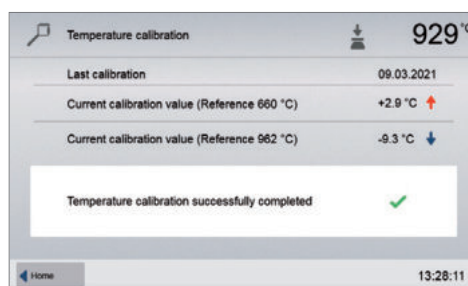 Temperature calibration 929 °C
Last calibration 09.03.2021
Current calibration value (Reference 660 °C) +2.9 °C
Current calibration value (Reference 962 °C) -9.3 °C
Temperature calibration successfully completed
Home 13:28:11